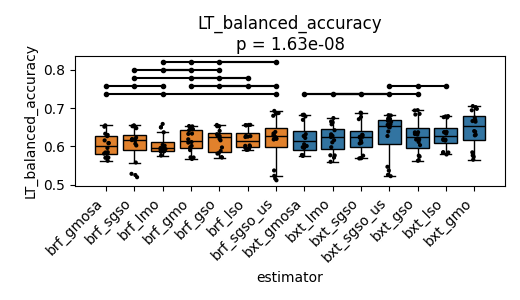 LT_balanced_accuracy
p = 1.63e-08
LT_balanced_accuracy
0.8
0.7
0.6
0.5
brf_gmosa
brf_sgso
brf_lmo
brf_gmo
brf_gso
brf_lso
brf_sgso_us
bxt_gmosa
bxt_lmo
bxt_sgso
bxt_sgso_us
bxt_gso
bxt_lso
bxt_gmo
estimator